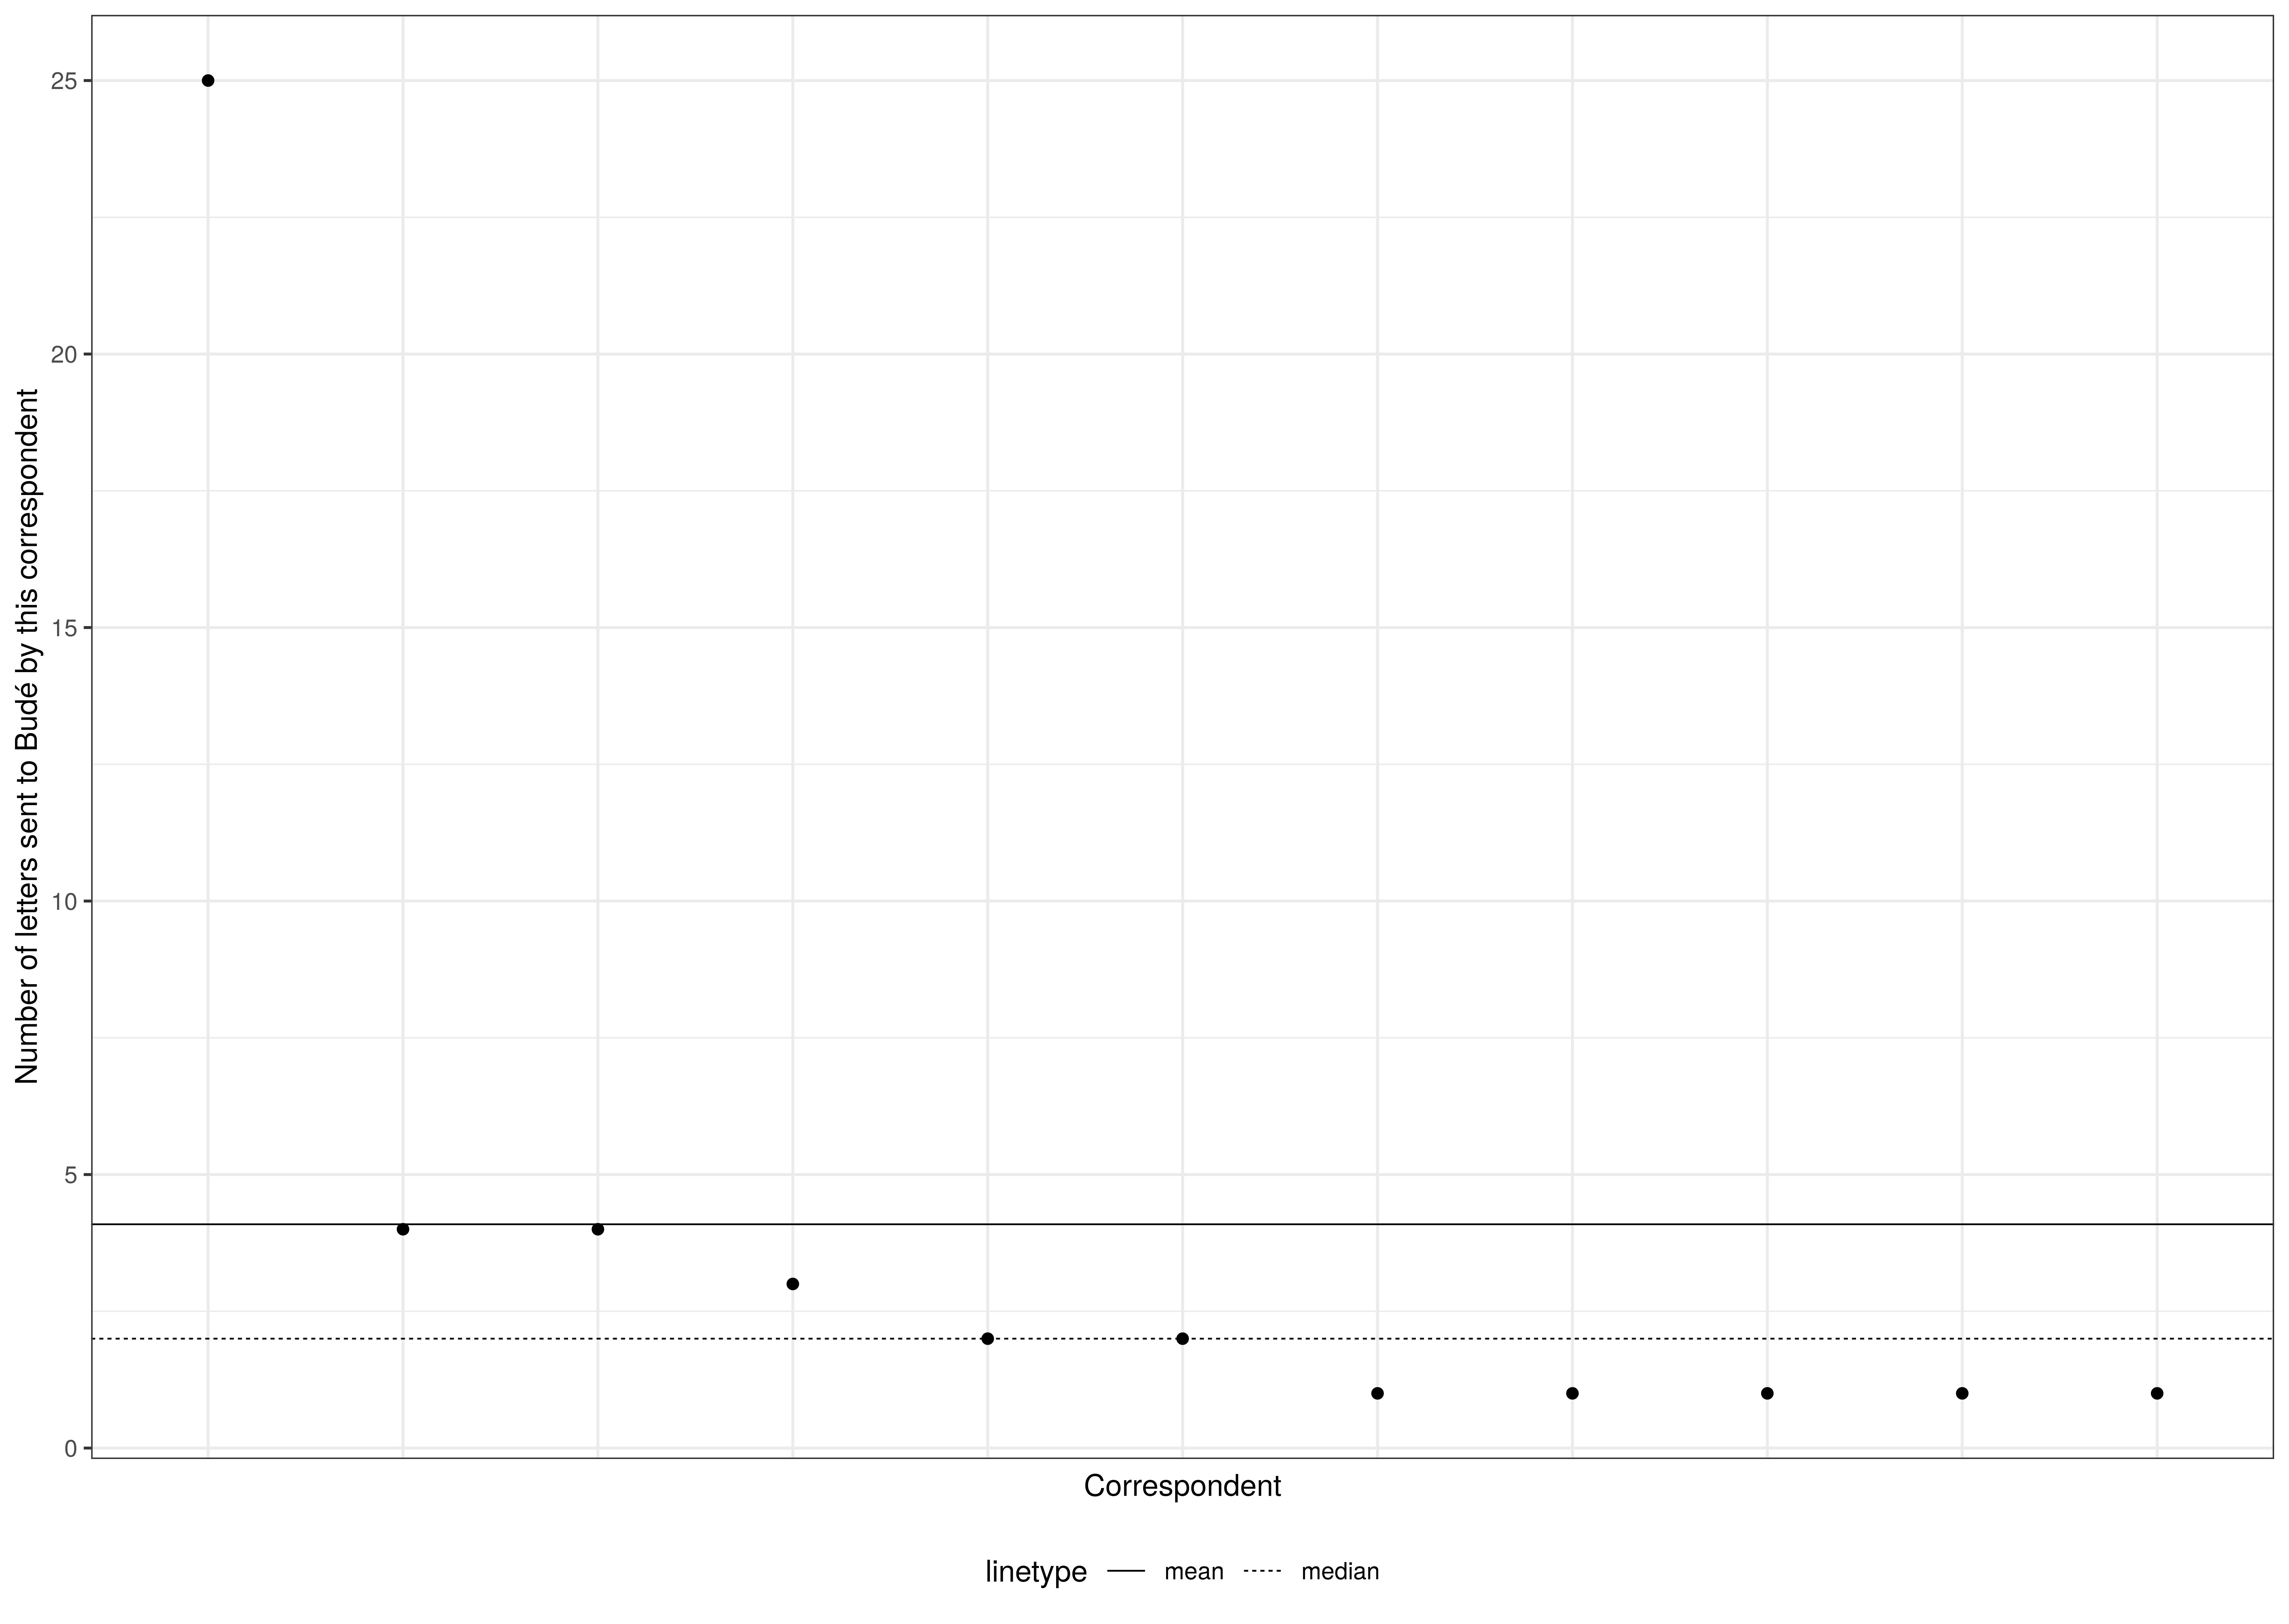 Number of letters sent to Budé by this correspondent
25
20
15
10
5
0
Correspondent
linetype mean median